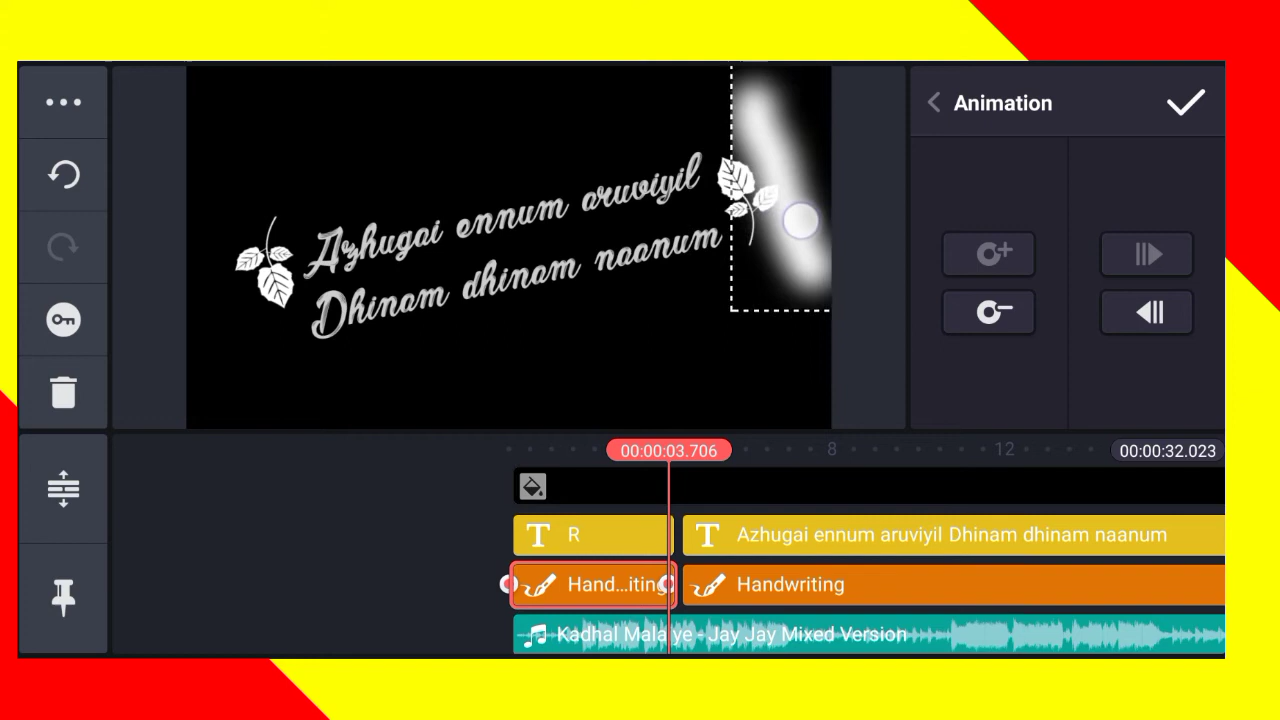 Animation
Azhugai ennum aruviyil
Dhinam dhinam naanum
00:00:03.706
8
12
00:00:32.023
R
Azhugai ennum aruviyil Dhinam dhinam naanum
Hand...iting
Handwriting
Kadhal Malaiye - Jay Jay Mixed Version